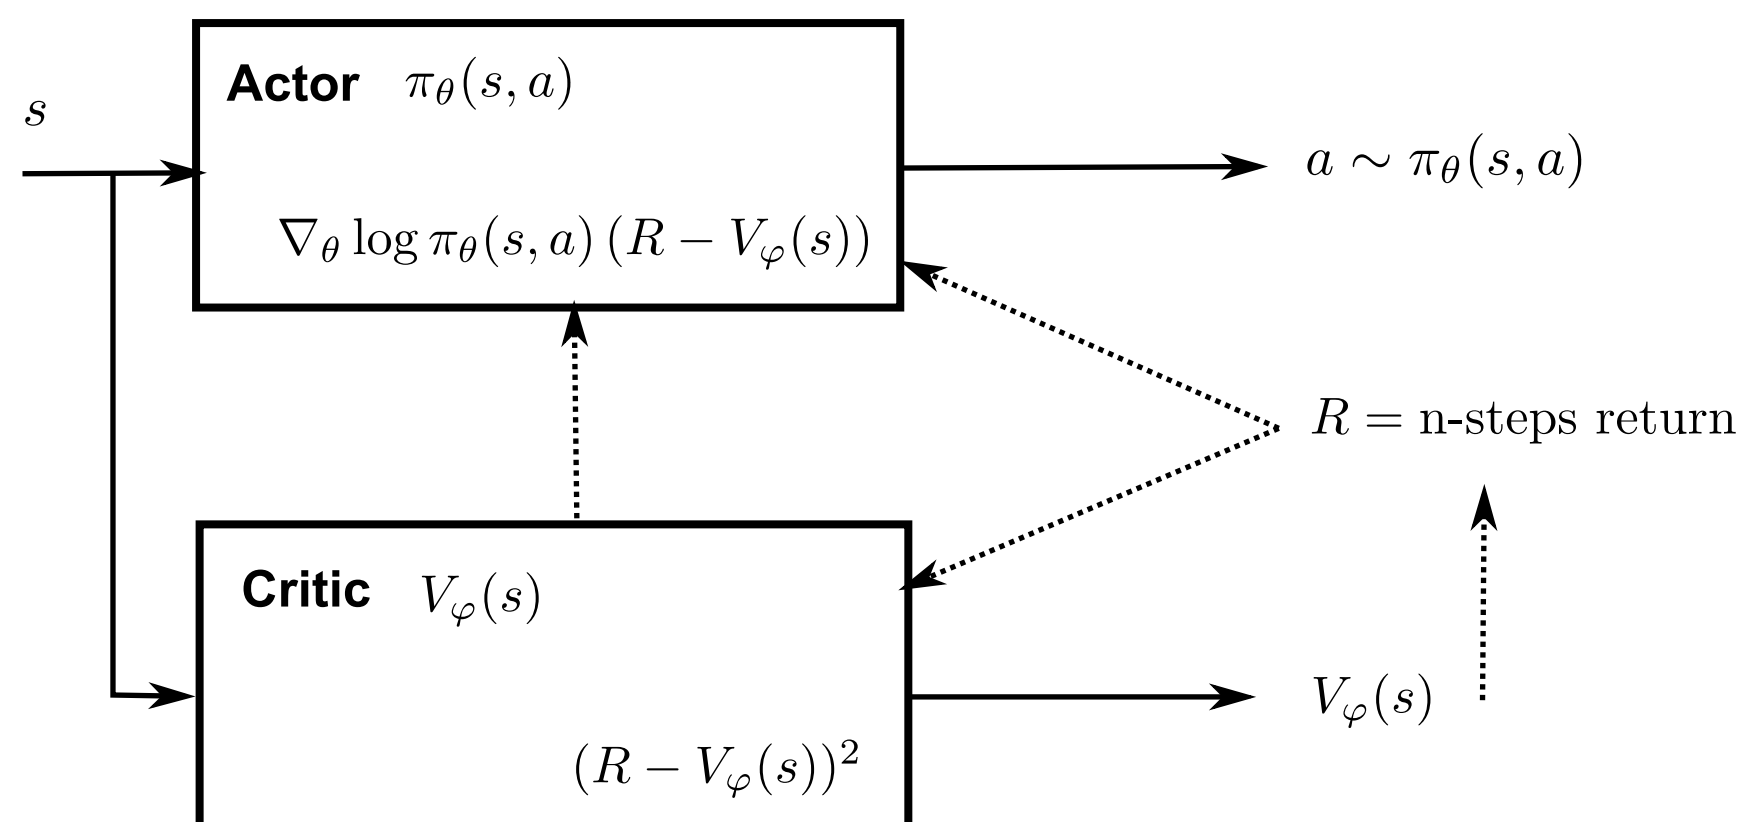 s
Actor π_θ(s, a)
a ∼ π_θ(s, a)
∇_θ log π_θ(s, a) (R − V_φ(s))
R = n-steps return
Critic V_φ(s)
V_φ(s)
(R − V_φ(s))²